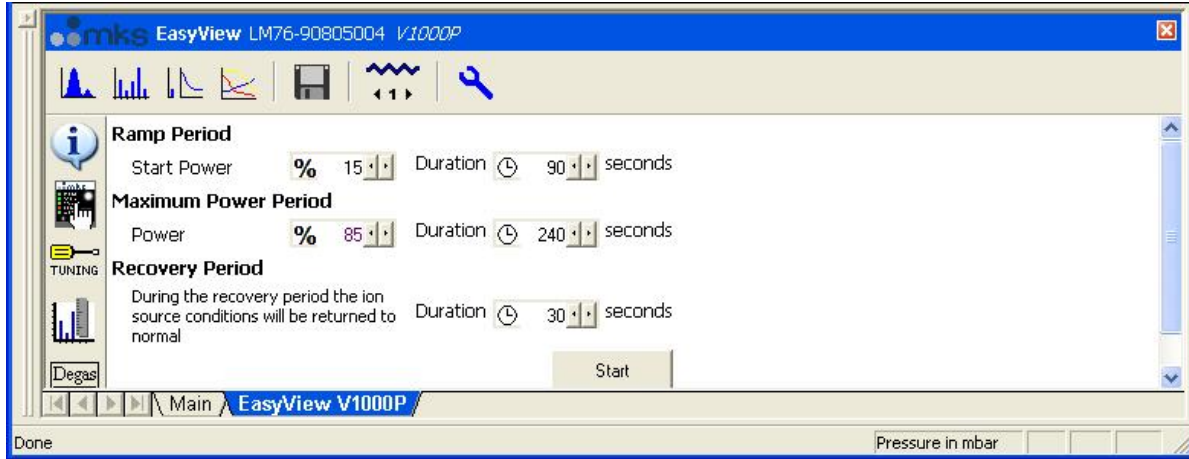 mks EasyView LM76-90805004 V1000P
1
Ramp Period
Start Power % 15 Duration 90 seconds
Maximum Power Period
Power % 85 Duration 240 seconds
TUNING
Recovery Period
During the recovery period the ion
source conditions will be returned to
normal
Duration 30 seconds
Degas
Start
Main EasyView V1000P
Done Pressure in mbar